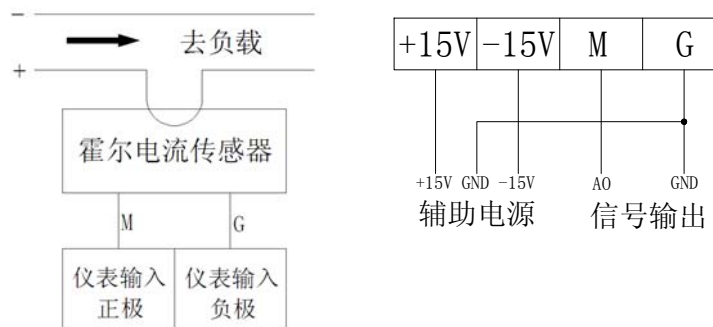 −
去负载
+
霍尔电流传感器
M
G
仪表输入
正极
仪表输入
负极
+15V
-15V
M
G
+15V
GND
-15V
AO
GND
辅助电源
信号输出